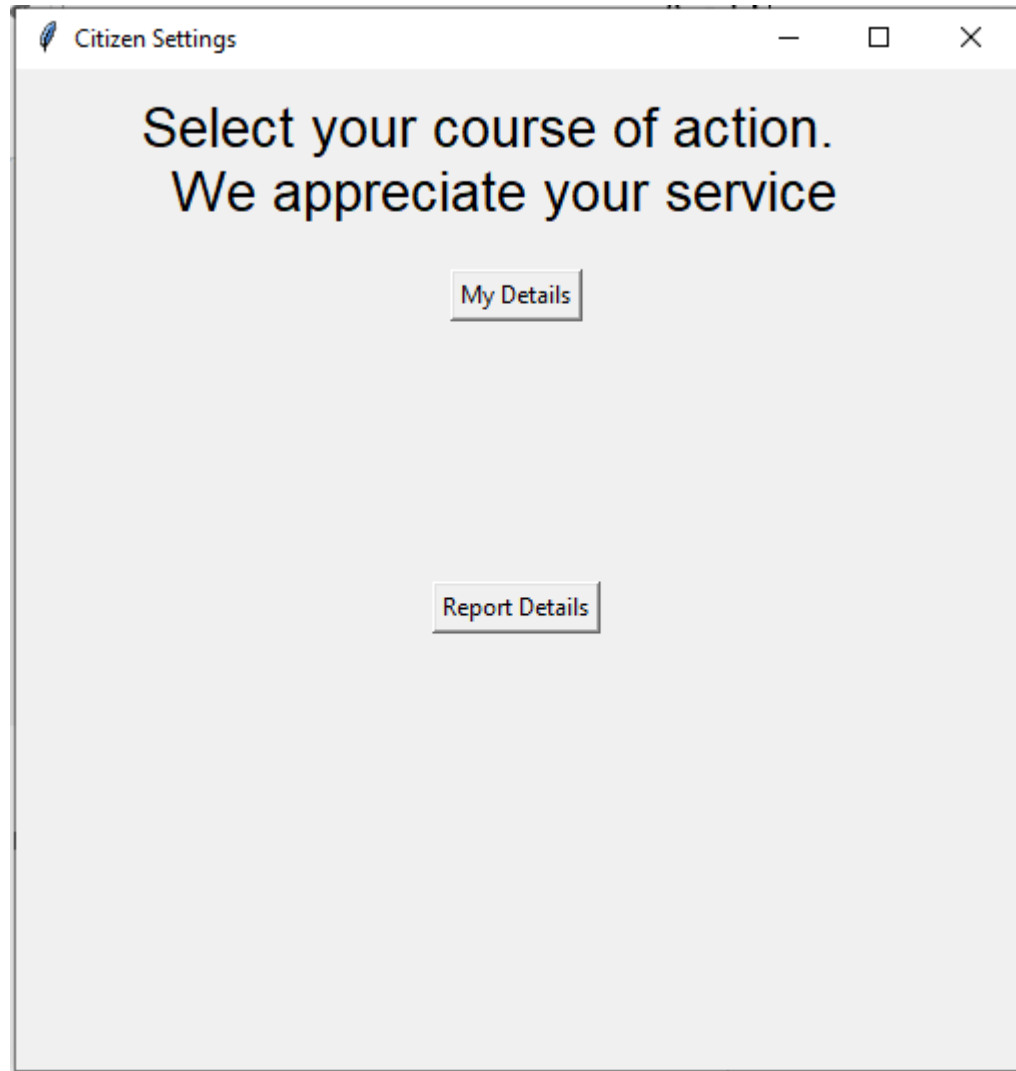 Citizen Settings
Select your course of action.
We appreciate your service
My Details
Report Details